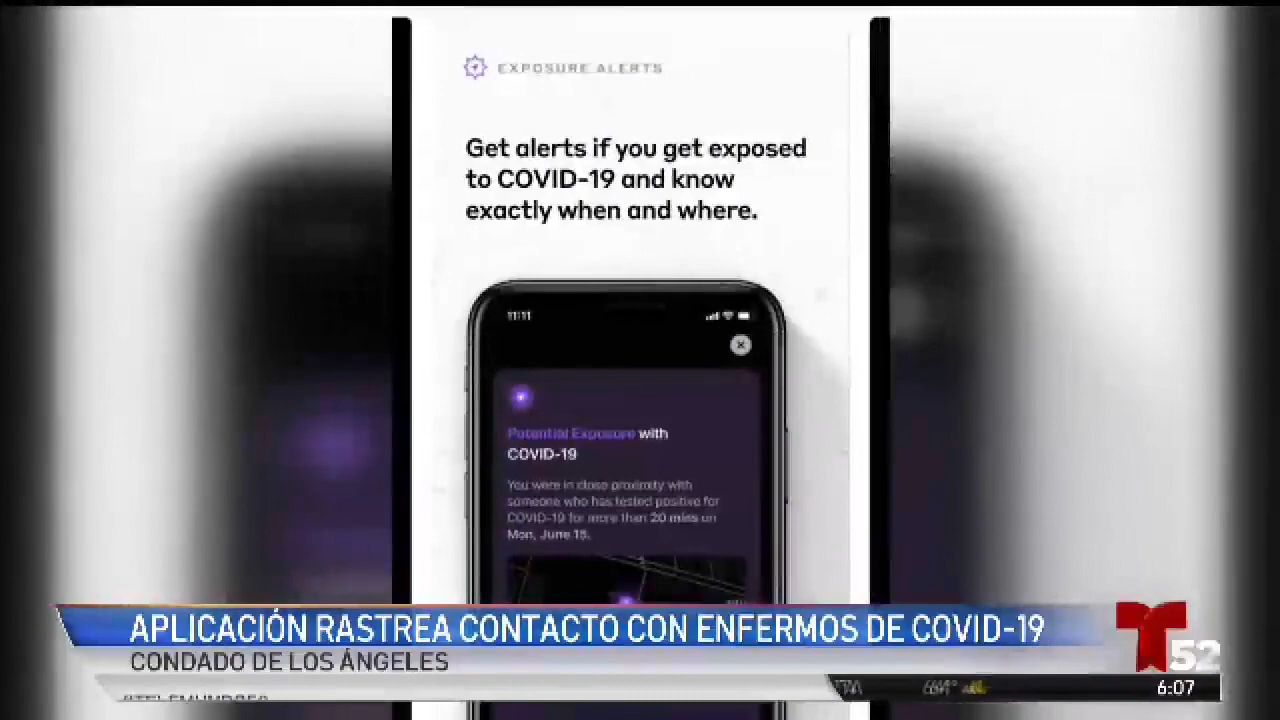 EXPOSURE ALERTS
Get alerts if you get exposed
to COVID-19 and know
exactly when and where.
11:11
Potential Exposure with
COVID-19
You were in close proximity with
someone who has tested positive for
COVID-19 for more than 20 mins on
Mon, June 15.
APLICACIÓN RASTREA CONTACTO CON ENFERMOS DE COVID-19
CONDADO DE LOS ÁNGELES
T
52
6:07